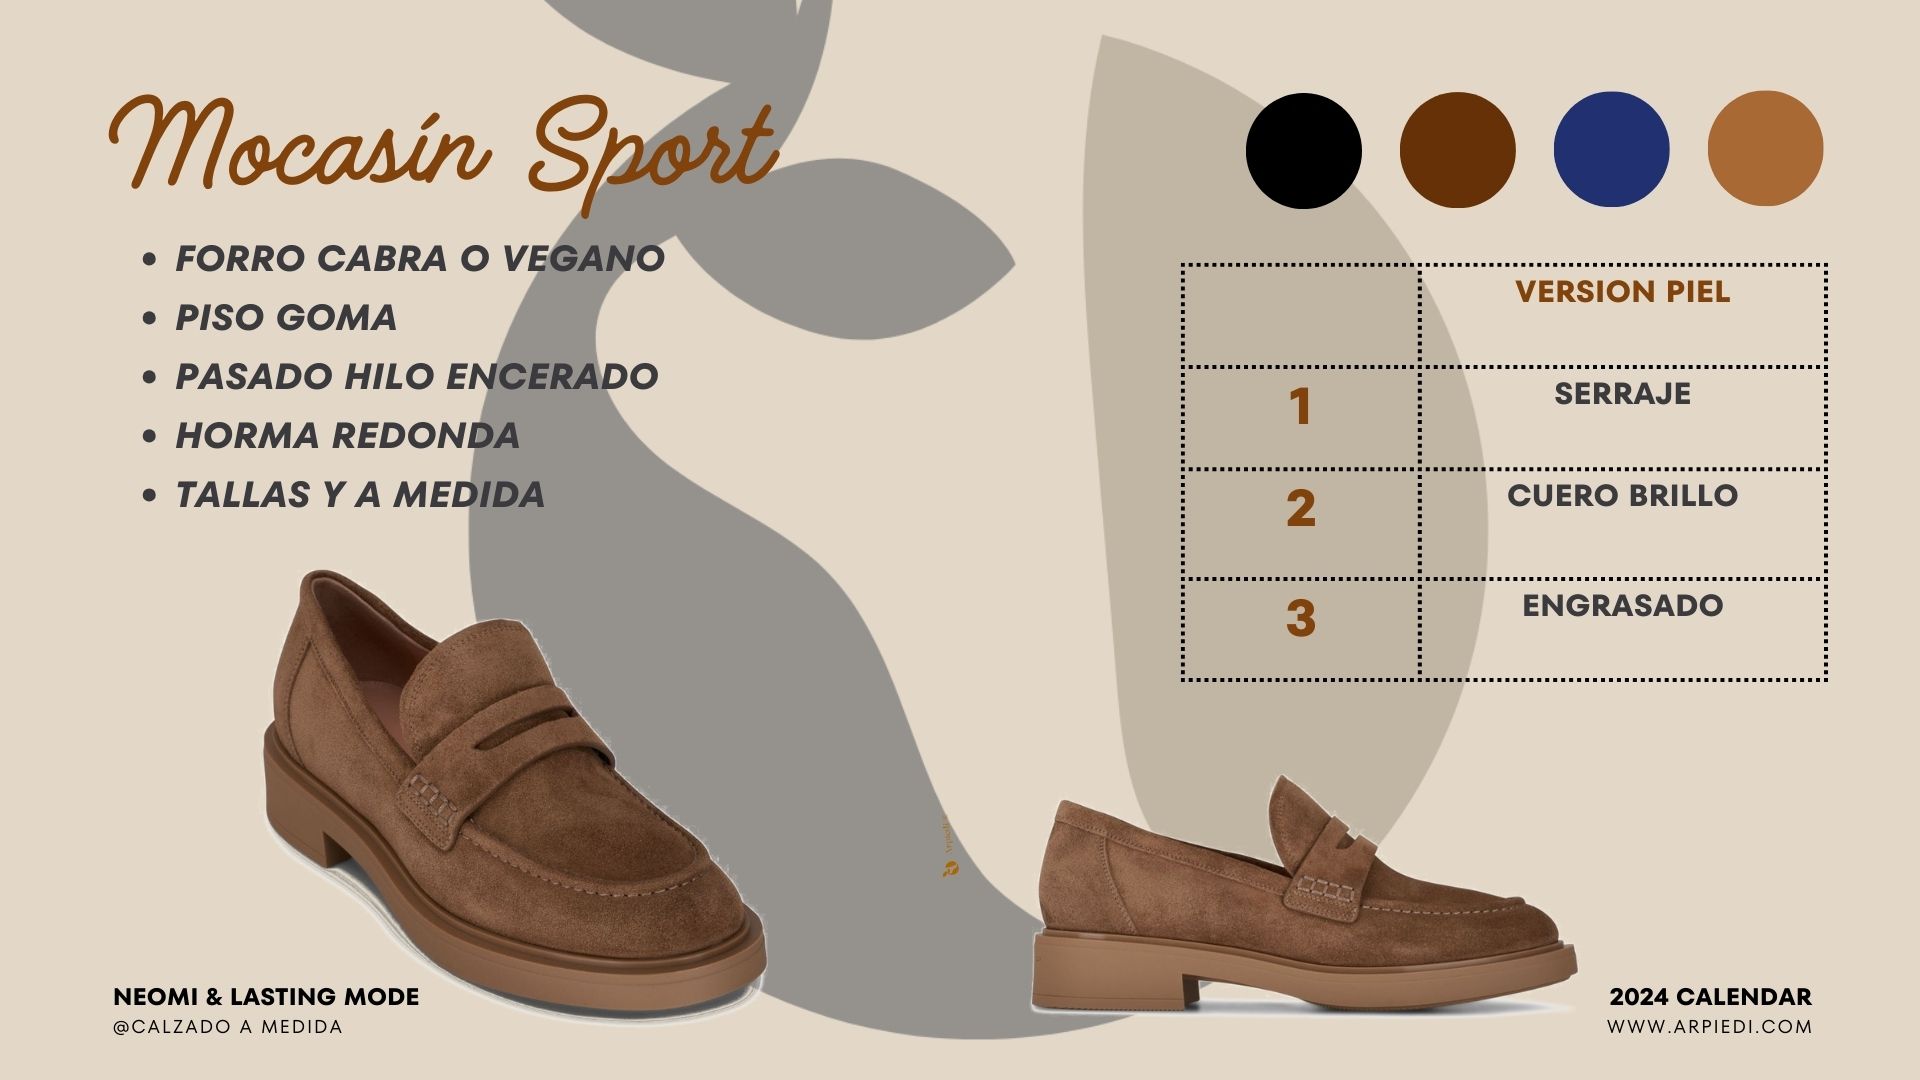 Mocasín Sport
FORRO CABRA O VEGANO
PISO GOMA
PASADO HILO ENCERADO
HORMA REDONDA
TALLAS Y A MEDIDA
VERSION PIEL
1 SERRAJE
2 CUERO BRILLO
3 ENGRASADO
NEOMI & LASTING MODE
@CALZADO A MEDIDA
2024 CALENDAR
WWW.ARPIEDI.COM